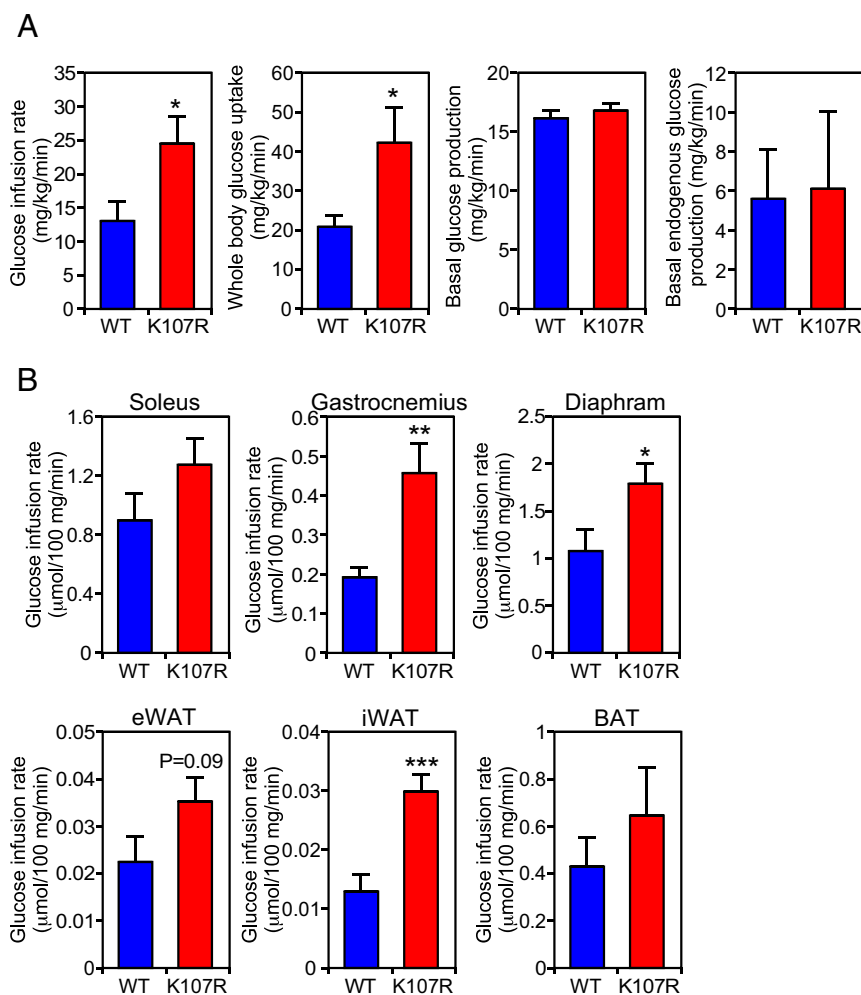 A
Glucose infusion rate
(mg/kg/min)
35
30
25
20
15
10
5
0
*
WT K107R
Whole body glucose uptake
(mg/kg/min)
60
50
40
30
20
10
0
*
WT K107R
Basal glucose production
(mg/kg/min)
20
15
10
5
0
WT K107R
Basal endogenous glucose
production (mg/kg/min)
12
10
8
6
4
2
0
WT K107R
B
Soleus
Glucose infusion rate
(μmol/100 mg/min)
1.6
1.2
0.8
0.4
0
WT K107R
Gastrocnemius
Glucose infusion rate
(μmol/100 mg/min)
0.6
0.5
0.4
0.3
0.2
0.1
0
**
WT K107R
Diaphram
Glucose infusion rate
(μmol/100 mg/min)
2.5
2
1.5
1
0.5
0
*
WT K107R
eWAT
Glucose infusion rate
(μmol/100 mg/min)
0.05
0.04
0.03
0.02
0.01
0
P=0.09
WT K107R
iWAT
Glucose infusion rate
(μmol/100 mg/min)
0.04
0.03
0.02
0.01
0
***
WT K107R
BAT
Glucose infusion rate
(μmol/100 mg/min)
1
0.8
0.6
0.4
0.2
0
WT K107R